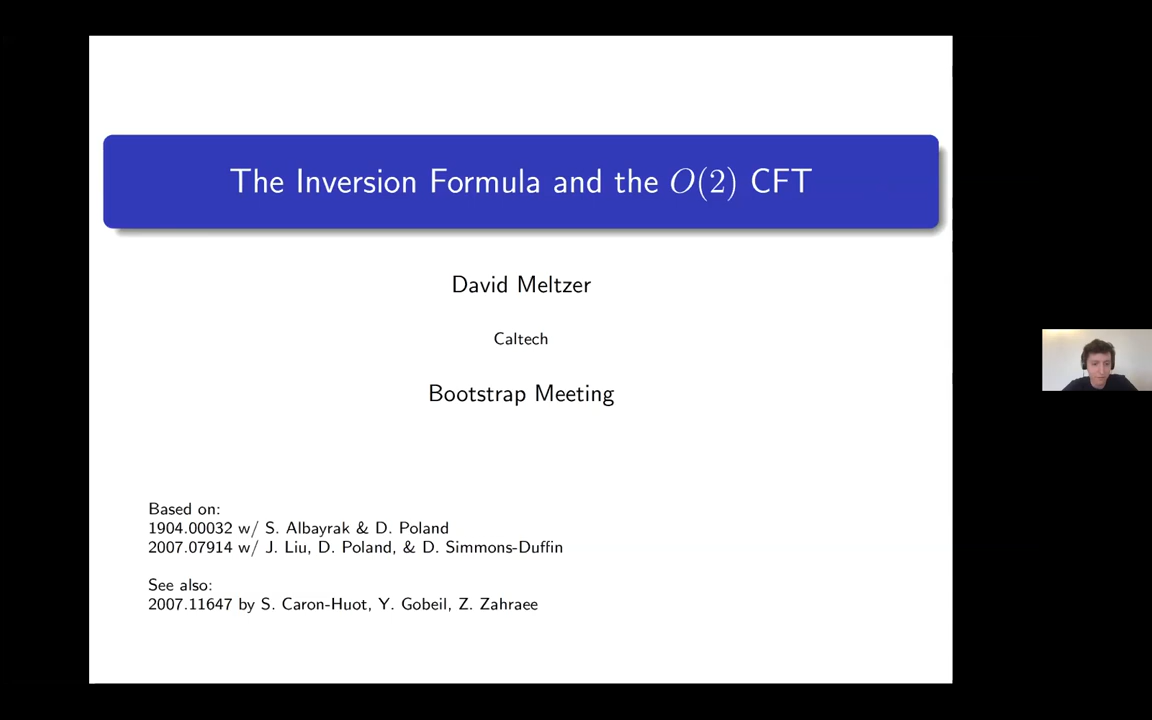 The Inversion Formula and the O(2) CFT
David Meltzer
Caltech
Bootstrap Meeting
Based on:
1904.00032 w/ S. Albayrak & D. Poland
2007.07914 w/ J. Liu, D. Poland, & D. Simmons-Duffin
See also:
2007.11647 by S. Caron-Huot, Y. Gobeil, Z. Zahraee